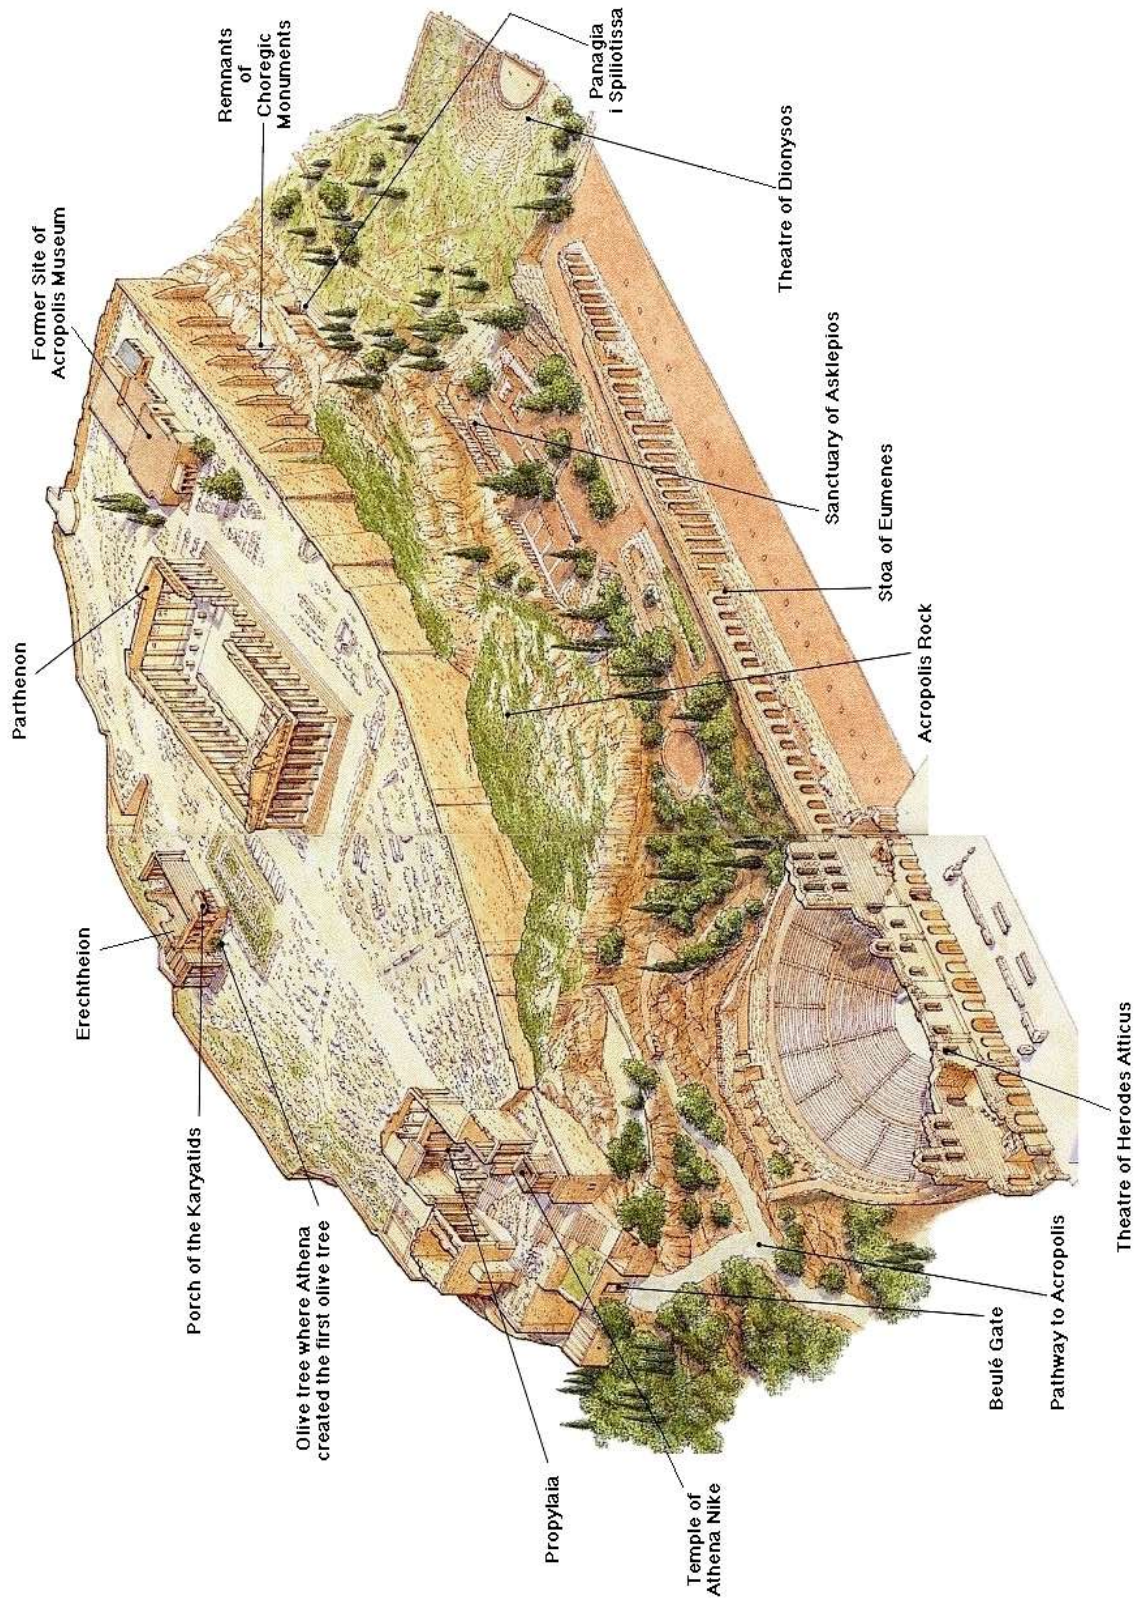 Parthenon
Former Site of
Acropolis Museum
Remnants
of
Choregic
Monuments
Panagia
i Spiliotissa
Erechtheion
Porch of the Karyatids
Olive tree where Athena
created the first olive tree
Propylaia
Temple of
Athena Nike
Beulé Gate
Pathway to Acropolis
Theatre of Herodes Atticus
Acropolis Rock
Stoa of Eumenes
Sanctuary of Asklepios
Theatre of Dionysos